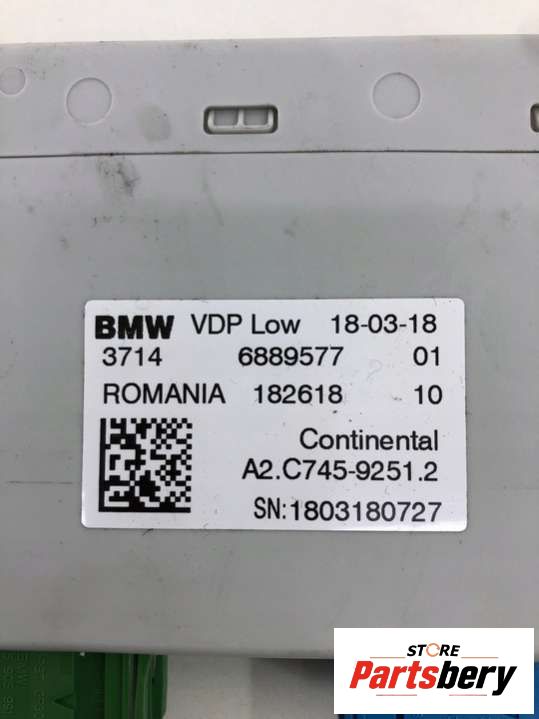 BMW VDP Low 18-03-18
3714 6889577 01
ROMANIA 182618 10
Continental
A2.C745-9251.2
SN:1803180727
STORE
Partsbery